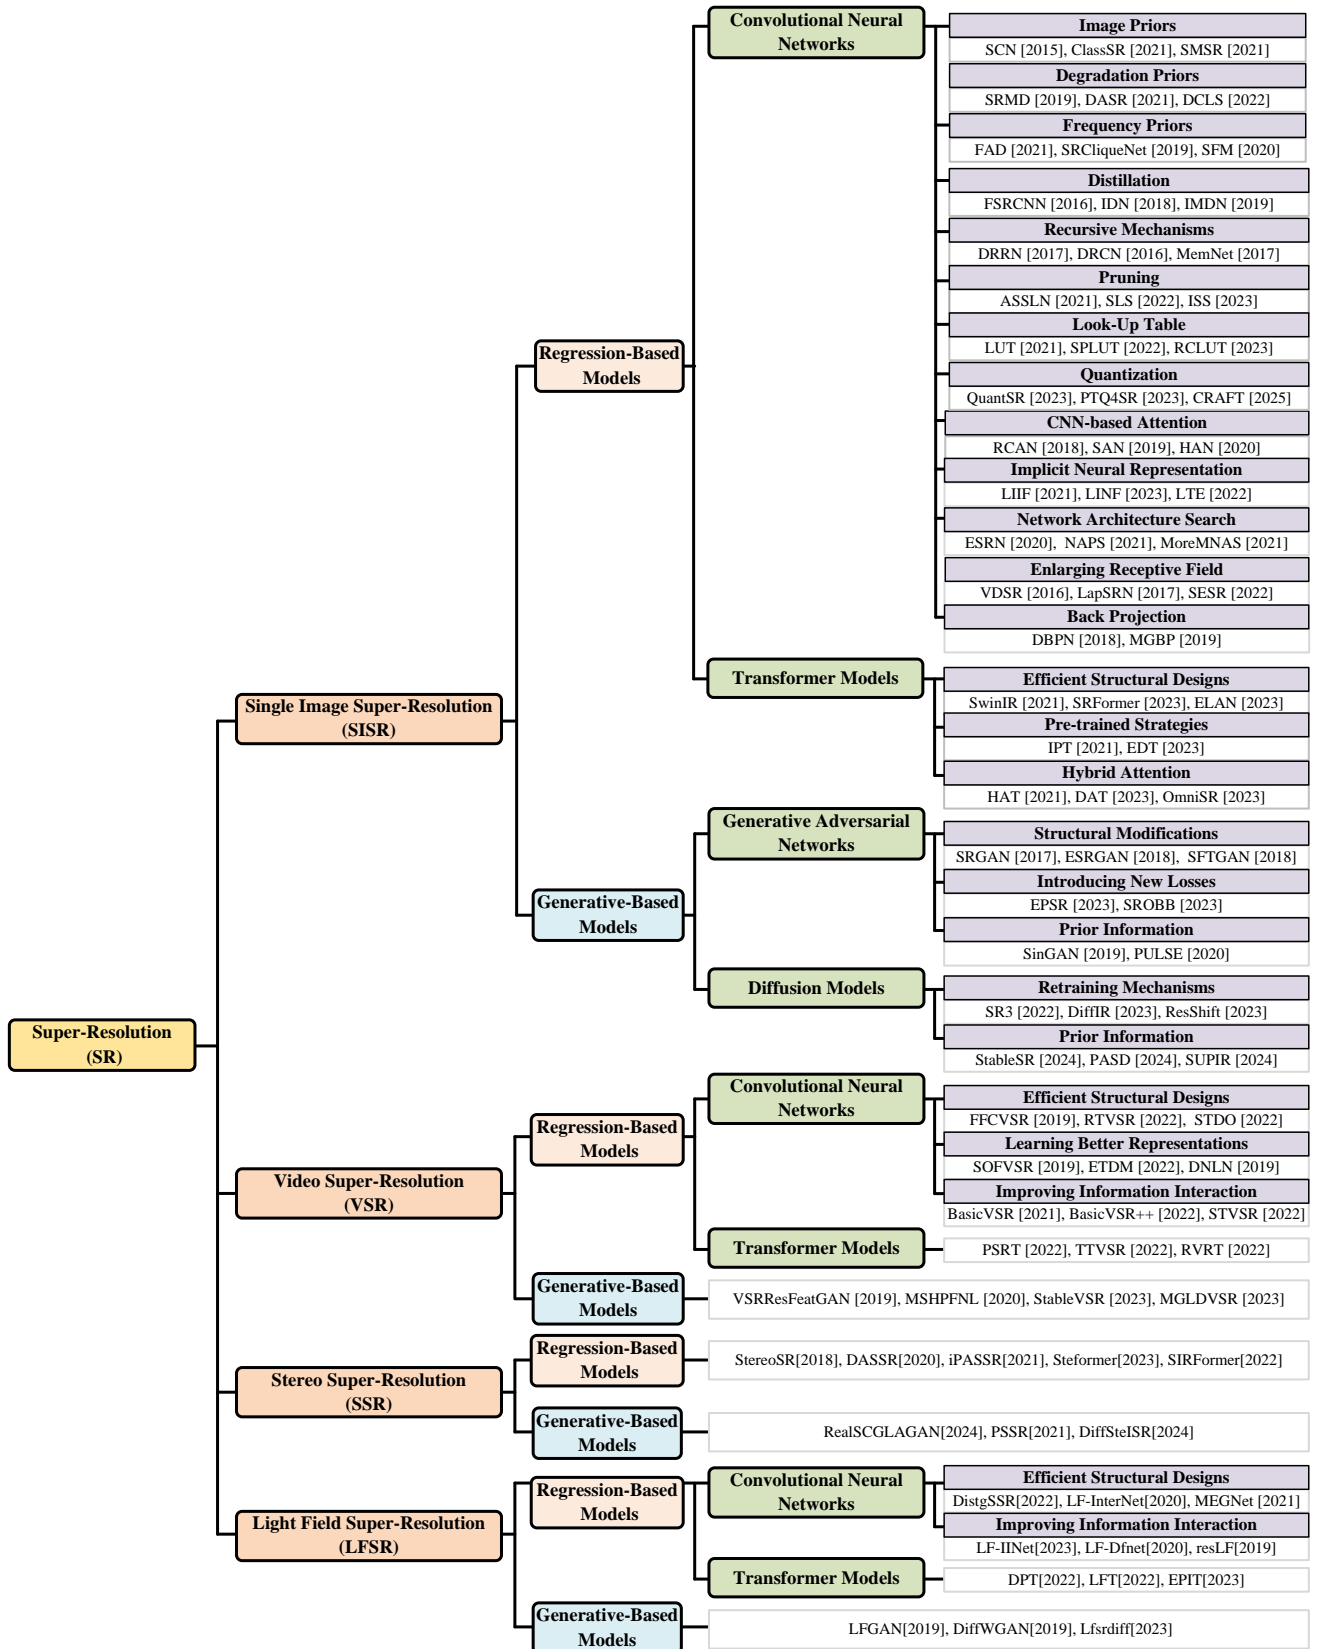 Super-Resolution
(SR)
Single Image Super-Resolution
(SISR)
Regression-Based
Models
Convolutional Neural
Networks
Image Priors
SCN [2015], ClassSR [2021], SMSR [2021]
Degradation Priors
SRMD [2019], DASR [2021], DCLS [2022]
Frequency Priors
FAD [2021], SRCliqueNet [2019], SFM [2020]
Distillation
FSRCNN [2016], IDN [2018], IMDN [2019]
Recursive Mechanisms
DRRN [2017], DRCN [2016], MemNet [2017]
Pruning
ASSLN [2021], SLS [2022], ISS [2023]
Look-Up Table
LUT [2021], SPLUT [2022], RCLUT [2023]
Quantization
QuantSR [2023], PTQ4SR [2023], CRAFT [2025]
CNN-based Attention
RCAN [2018], SAN [2019], HAN [2020]
Implicit Neural Representation
LIIF [2021], LINF [2023], LTE [2022]
Network Architecture Search
ESRN [2020], NAPS [2021], MoreMNAS [2021]
Enlarging Receptive Field
VDSR [2016], LapSRN [2017], SESR [2022]
Back Projection
DBPN [2018], MGBP [2019]
Transformer Models
Efficient Structural Designs
SwinIR [2021], SRFormer [2023], ELAN [2023]
Pre-trained Strategies
IPT [2021], EDT [2023]
Hybrid Attention
HAT [2021], DAT [2023], OmniSR [2023]
Generative-Based
Models
Generative Adversarial
Networks
Structural Modifications
SRGAN [2017], ESRGAN [2018], SFTGAN [2018]
Introducing New Losses
EPSR [2023], SROBB [2023]
Prior Information
SinGAN [2019], PULSE [2020]
Diffusion Models
Retraining Mechanisms
SR3 [2022], DiffIR [2023], ResShift [2023]
Prior Information
StableSR [2024], PASD [2024], SUPIR [2024]
Video Super-Resolution
(VSR)
Regression-Based
Models
Convolutional Neural
Networks
Efficient Structural Designs
FFCVSR [2019], RTVSR [2022], STDO [2022]
Learning Better Representations
SOFVSR [2019], ETDM [2022], DNLN [2019]
Improving Information Interaction
BasicVSR [2021], BasicVSR++ [2022], STVSR [2022]
Transformer Models
PSRT [2022], TTVSR [2022], RVRT [2022]
Generative-Based
Models
VSRResFeatGAN [2019], MSHPFNL [2020], StableVSR [2023], MGLDVSR [2023]
Stereo Super-Resolution
(SSR)
Regression-Based
Models
StereoSR[2018], DASSR[2020], iPASSR[2021], Steformer[2023], SIRFormer[2022]
Generative-Based
Models
RealSCGLAGAN[2024], PSSR[2021], DiffSteISR[2024]
Light Field Super-Resolution
(LFSR)
Regression-Based
Models
Convolutional Neural
Networks
Efficient Structural Designs
DistgSSR[2022], LF-InterNet[2020], MEGNet [2021]
Improving Information Interaction
LF-IINet[2023], LF-Dfnet[2020], resLF[2019]
Transformer Models
DPT[2022], LFT[2022], EPIT[2023]
Generative-Based
Models
LFGAN[2019], DiffWGAN[2019], Lfsrdiff[2023]